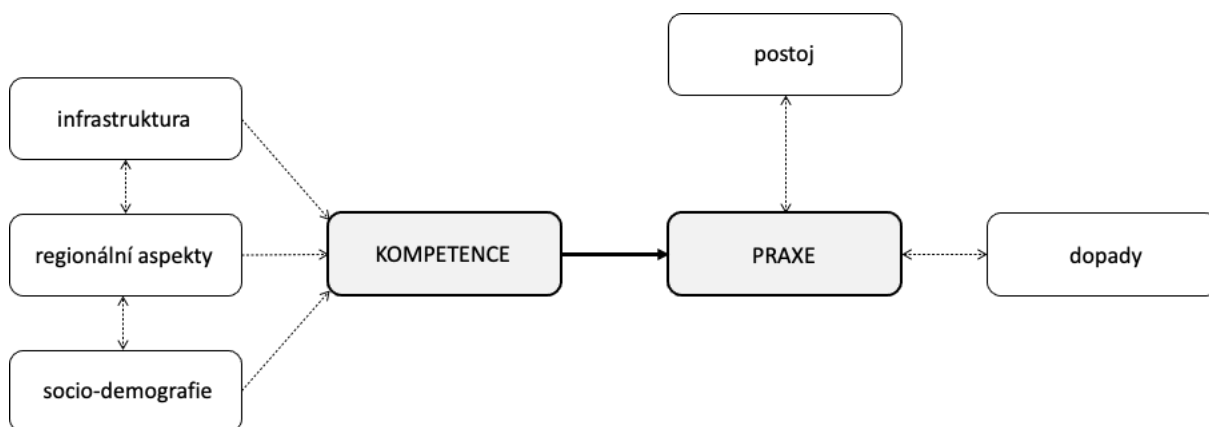 postoj
infrastruktura
regionální aspekty
KOMPETENCE
PRAXE
dopady
socio-demografie